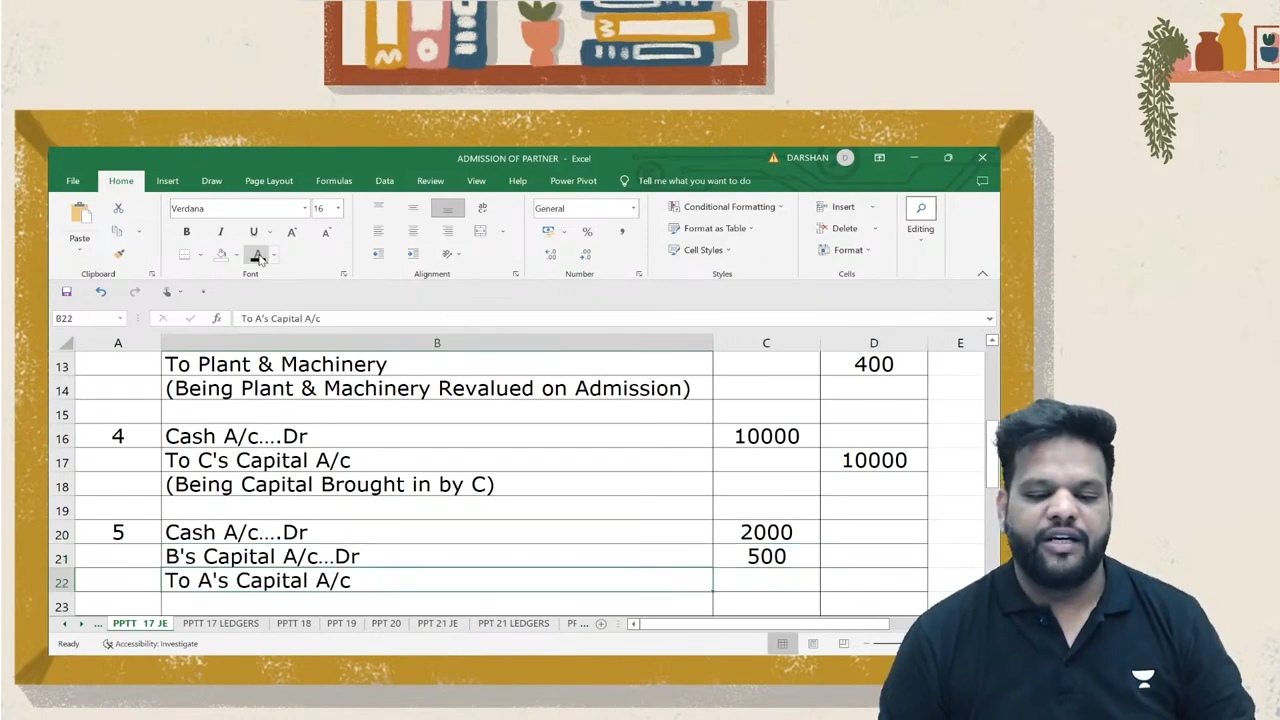 ADMISSION OF PARTNER - Excel
DARSHAN D
File Home Insert Draw Page Layout Formulas Data Review View Help Power Pivot Tell me what you want to do
Verdana 16 General Conditional Formatting Insert
Paste B I U A A % , Format as Table Delete Editing
A Cell Styles Format
Clipboard Font Alignment Number Styles Cells
B22 fx To A's Capital A/c
A B C D E
13 To Plant & Machinery 400
14 (Being Plant & Machinery Revalued on Admission)
15
16 4 Cash A/c....Dr 10000
17 To C's Capital A/c 10000
18 (Being Capital Brought in by C)
19
20 5 Cash A/c....Dr 2000
21 B's Capital A/c...Dr 500
22 To A's Capital A/c
23
... PPTT 17 JE PPTT 17 LEDGERS PPTT 18 PPT 19 PPT 20 PPT 21 JE PPT 21 LEDGERS PF ...
Ready Accessibility: Investigate